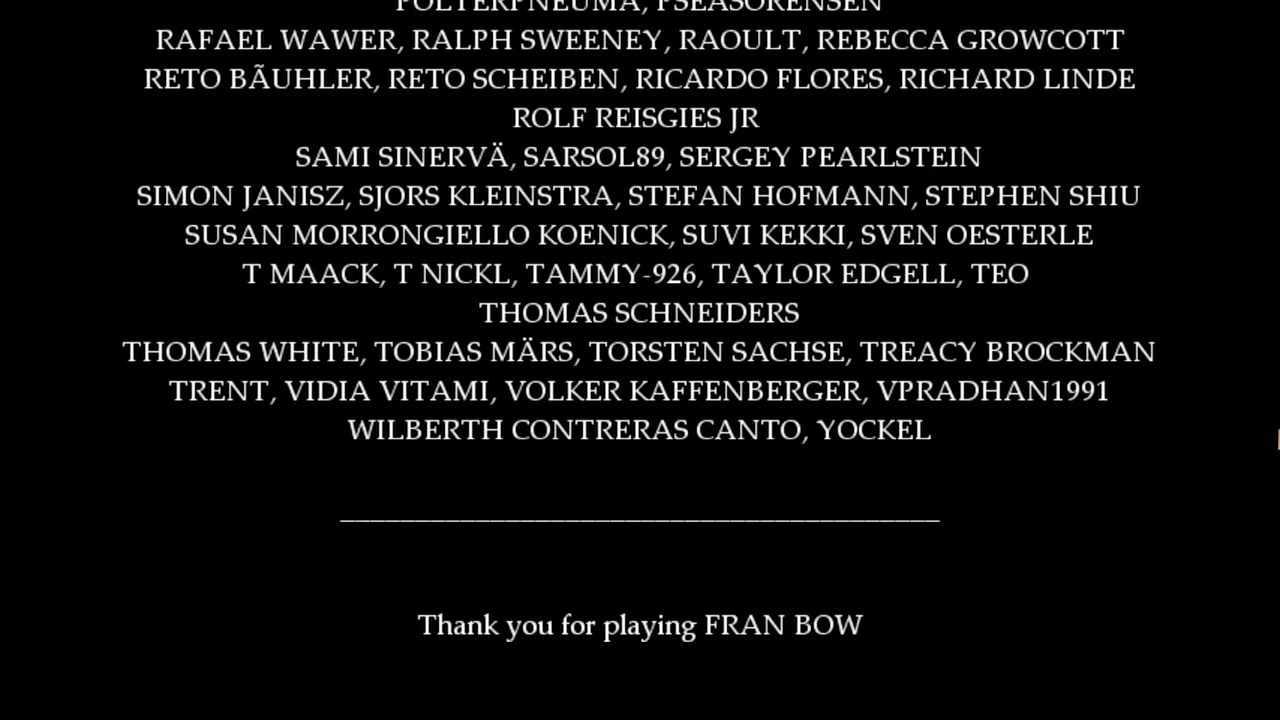 POLTERPNEUMA, PSEASORENSEN
RAFAEL WAWER, RALPH SWEENEY, RAOULT, REBECCA GROWCOTT
RETO BÃUHLER, RETO SCHEIBEN, RICARDO FLORES, RICHARD LINDE
ROLF REISGIES JR
SAMI SINERVÄ, SARSOL89, SERGEY PEARLSTEIN
SIMON JANISZ, SJORS KLEINSTRA, STEFAN HOFMANN, STEPHEN SHIU
SUSAN MORRONGIELLO KOENICK, SUVI KEKKI, SVEN OESTERLE
T MAACK, T NICKL, TAMMY-926, TAYLOR EDGELL, TEO
THOMAS SCHNEIDERS
THOMAS WHITE, TOBIAS MÄRS, TORSTEN SACHSE, TREACY BROCKMAN
TRENT, VIDIA VITAMI, VOLKER KAFFENBERGER, VPRADHAN1991
WILBERTH CONTRERAS CANTO, YOCKEL
________________________________________
Thank you for playing FRAN BOW